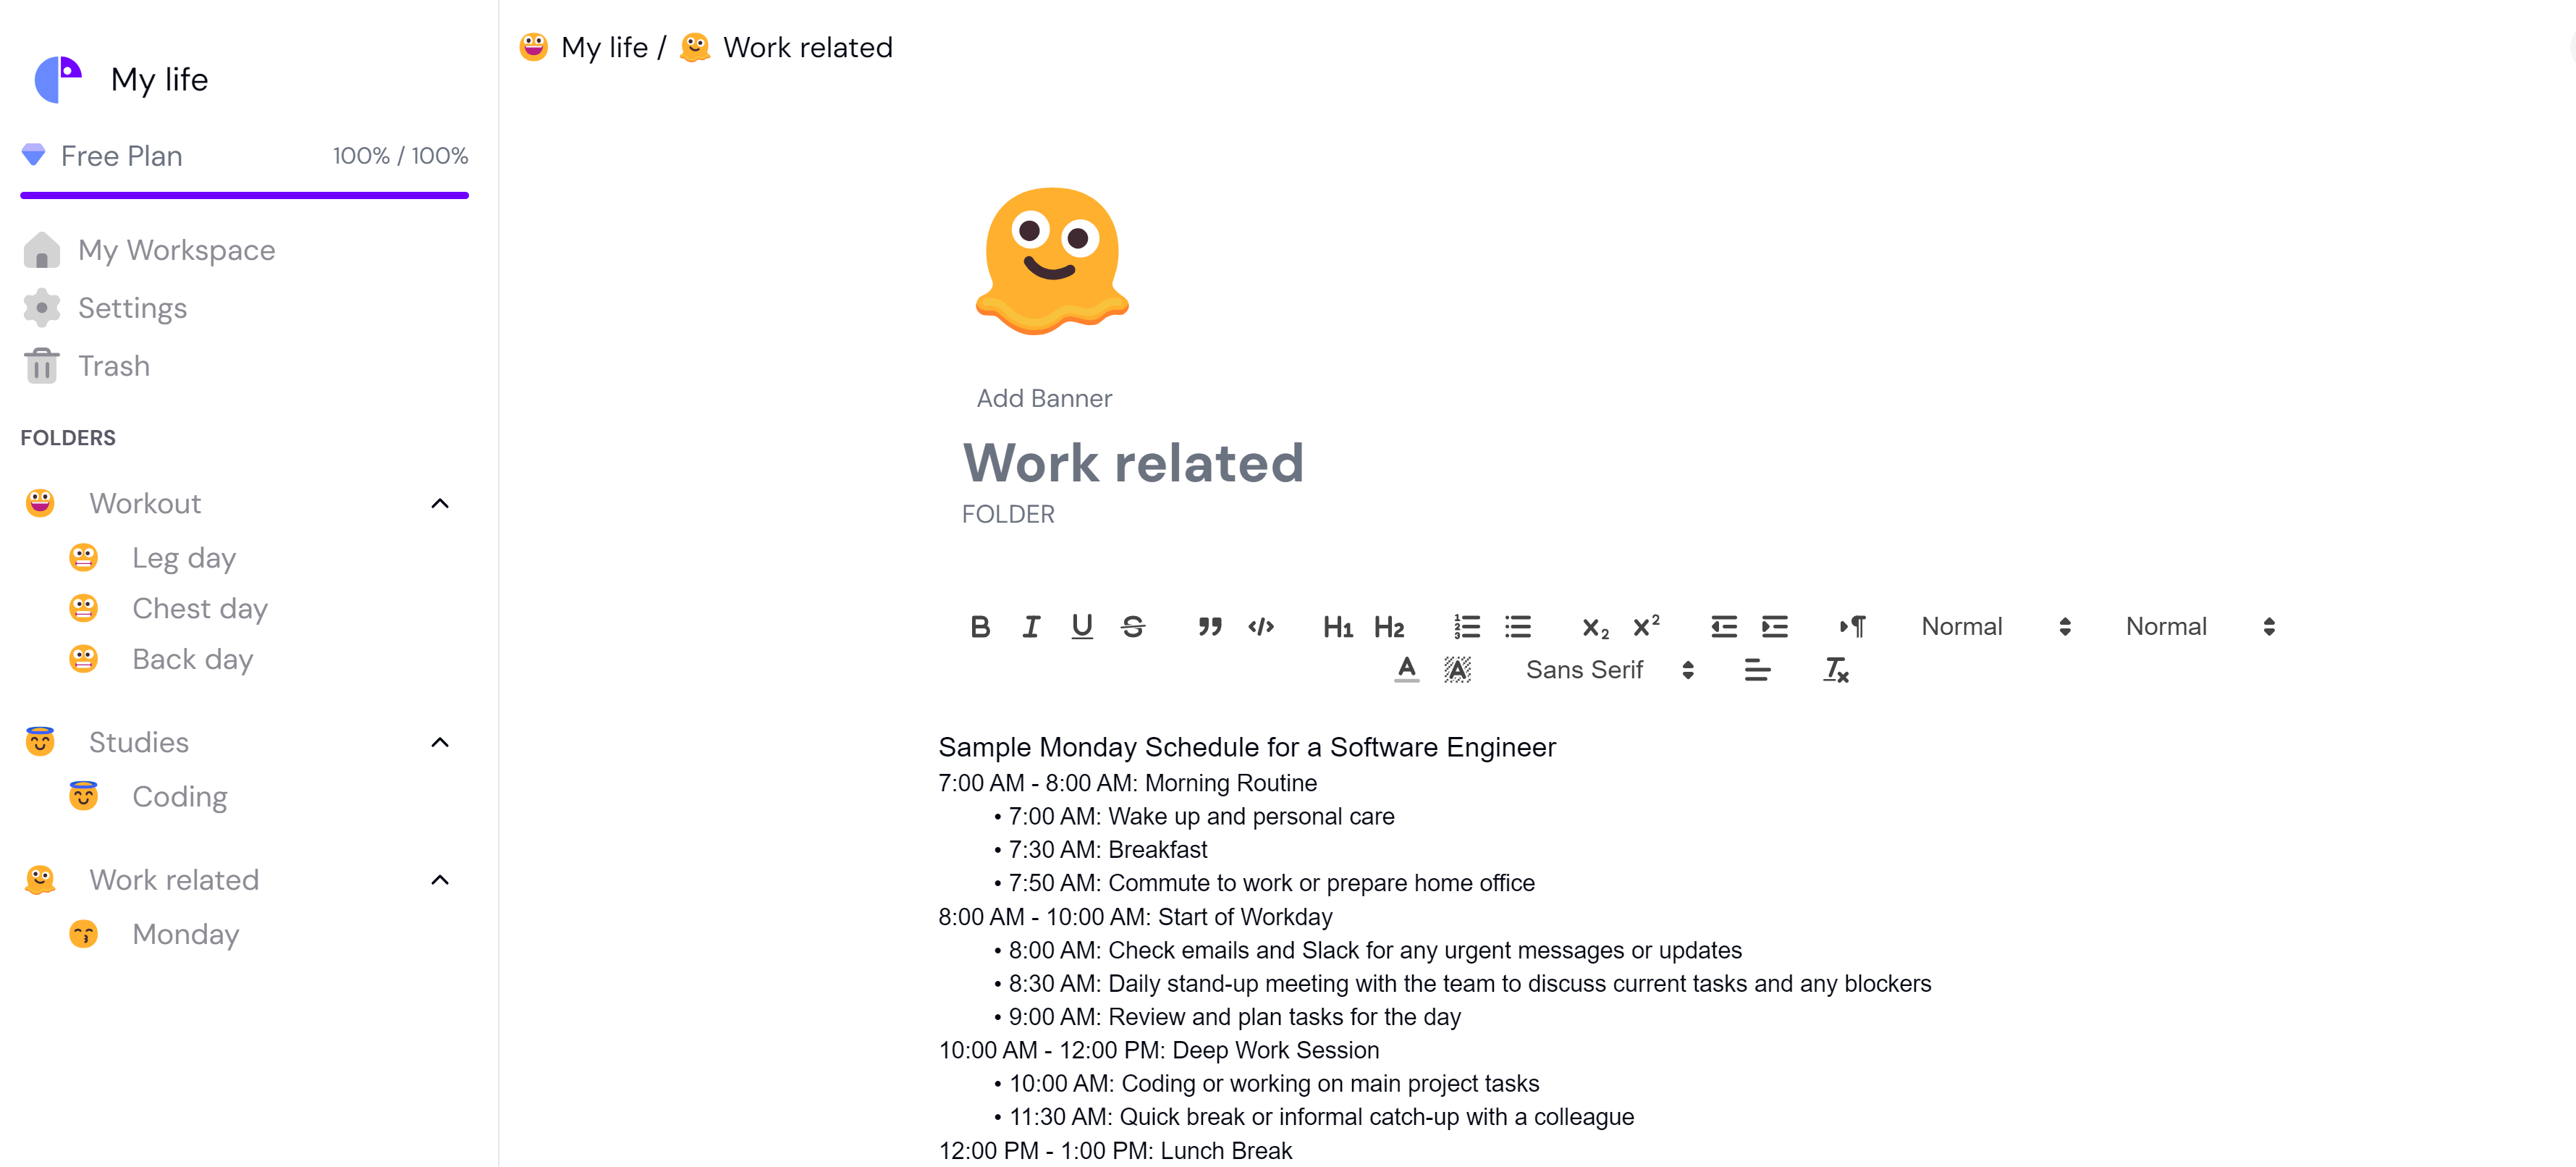 My life
Free Plan 100% / 100%
My Workspace
Settings
Trash
FOLDERS
Workout
Leg day
Chest day
Back day
Studies
Coding
Work related
Monday
My life / Work related
Add Banner
Work related
FOLDER
B I U S H1 H2 X2 X2 Normal Normal
A A Sans Serif Tx
Sample Monday Schedule for a Software Engineer
7:00 AM - 8:00 AM: Morning Routine
• 7:00 AM: Wake up and personal care
• 7:30 AM: Breakfast
• 7:50 AM: Commute to work or prepare home office
8:00 AM - 10:00 AM: Start of Workday
• 8:00 AM: Check emails and Slack for any urgent messages or updates
• 8:30 AM: Daily stand-up meeting with the team to discuss current tasks and any blockers
• 9:00 AM: Review and plan tasks for the day
10:00 AM - 12:00 PM: Deep Work Session
• 10:00 AM: Coding or working on main project tasks
• 11:30 AM: Quick break or informal catch-up with a colleague
12:00 PM - 1:00 PM: Lunch Break